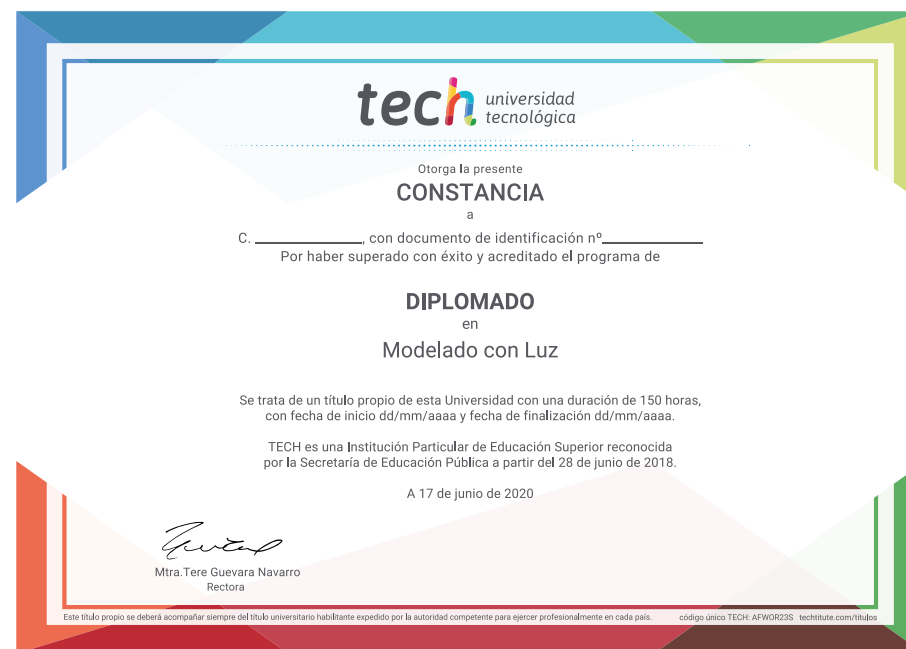 tech universidad
tecnológica
Otorga la presente
CONSTANCIA
a
C. ______________, con documento de identificación nº_____________
Por haber superado con éxito y acreditado el programa de
DIPLOMADO
en
Modelado con Luz
Se trata de un título propio de esta Universidad con una duración de 150 horas,
con fecha de inicio dd/mm/aaaa y fecha de finalización dd/mm/aaaa.
TECH es una Institución Particular de Educación Superior reconocida
por la Secretaría de Educación Pública a partir del 28 de junio de 2018.
A 17 de junio de 2020
Mtra.Tere Guevara Navarro
Rectora
Este título propio se deberá acompañar siempre del título universitario habilitante expedido por la autoridad competente para ejercer profesionalmente en cada país. código único TECH: AFWOR23S techtitute.com/titulos